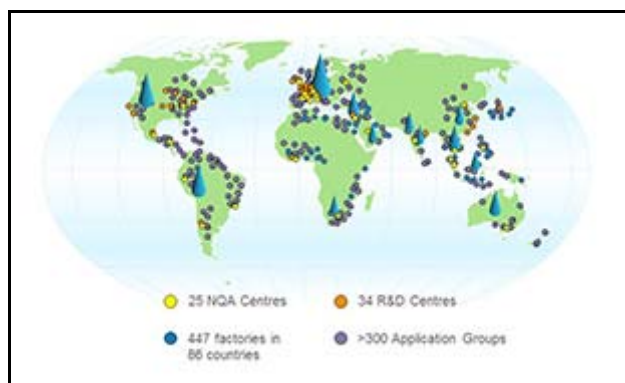 25 NQA Centres
34 R&D Centres
447 factories in
86 countries
>300 Application Groups